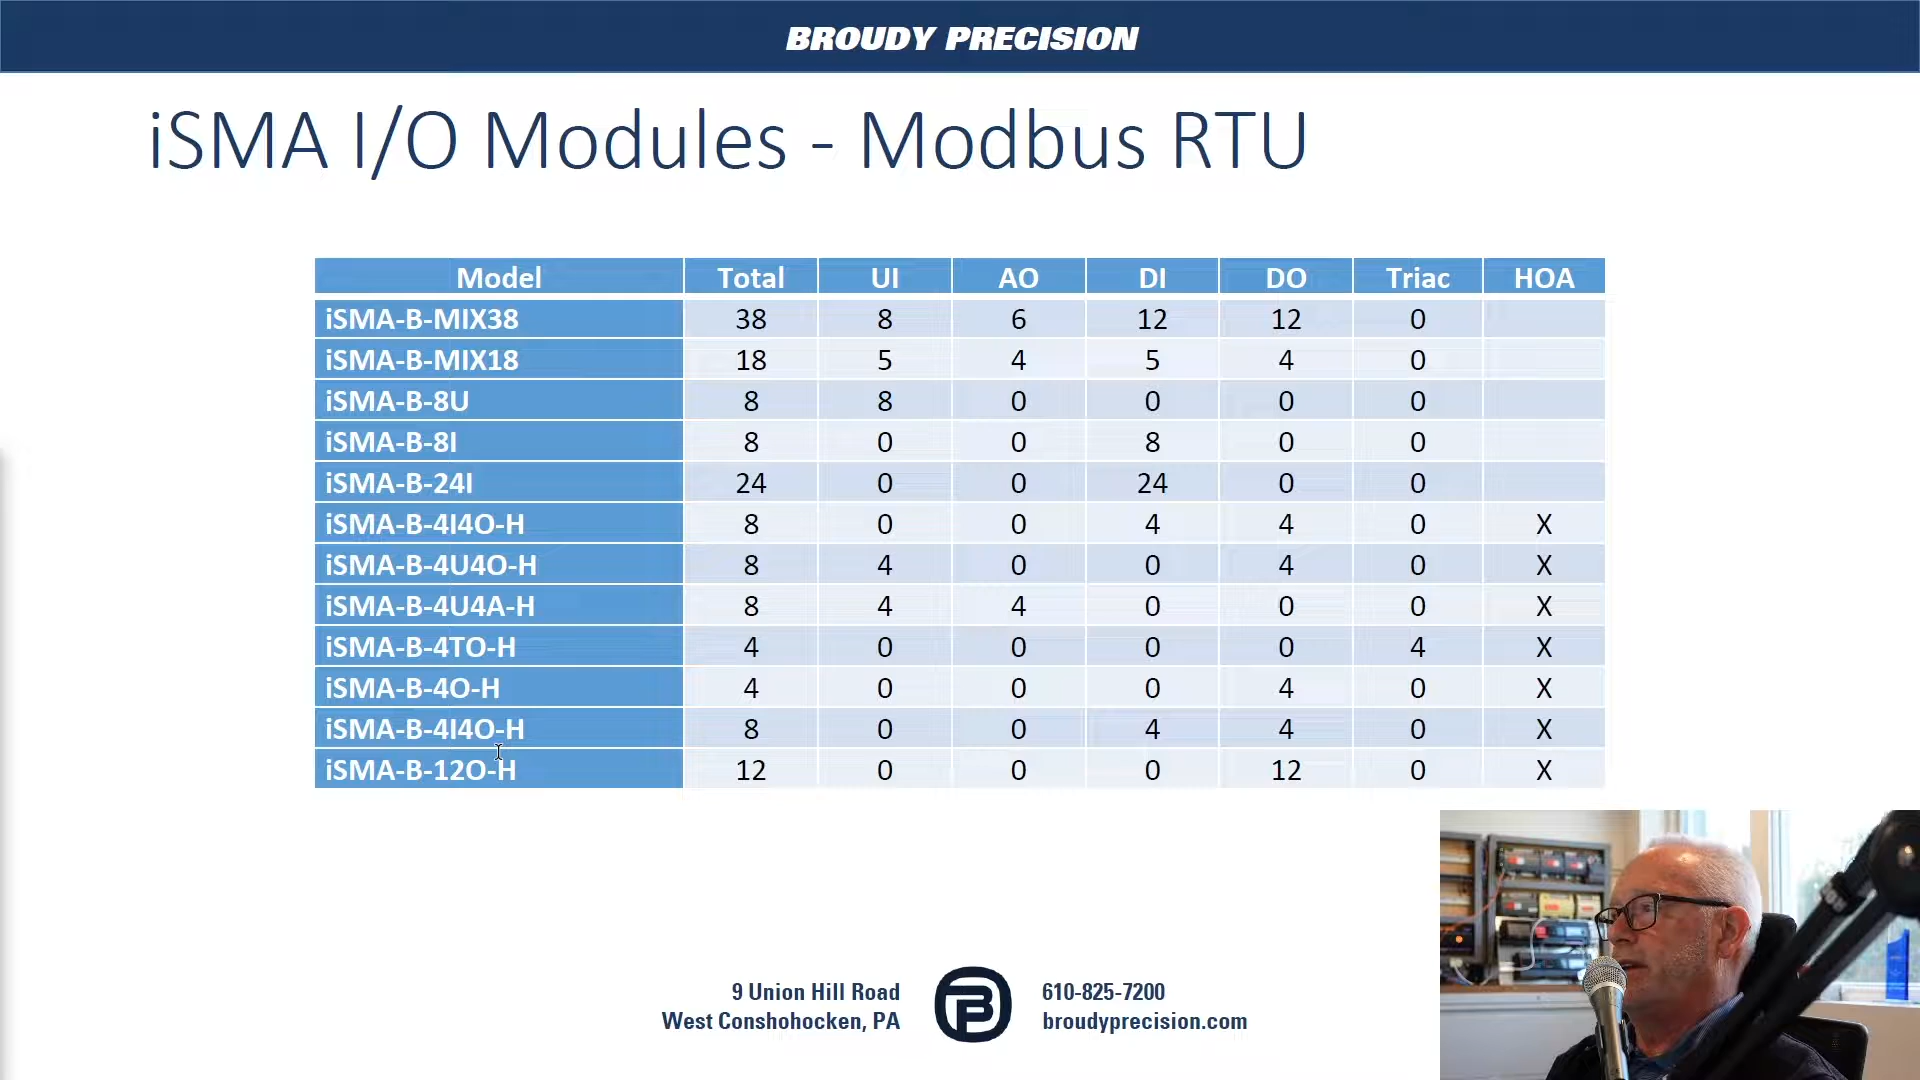 BROUDY PRECISION
iSMA I/O Modules - Modbus RTU
Model Total UI AO DI DO Triac HOA
iSMA-B-MIX38 38 8 6 12 12 0
iSMA-B-MIX18 18 5 4 5 4 0
iSMA-B-8U 8 8 0 0 0 0
iSMA-B-8I 8 0 0 8 0 0
iSMA-B-24I 24 0 0 24 0 0
iSMA-B-4I4O-H 8 0 0 4 4 0 X
iSMA-B-4U4O-H 8 4 0 0 4 0 X
iSMA-B-4U4A-H 8 4 4 0 0 0 X
iSMA-B-4TO-H 4 0 0 0 0 4 X
iSMA-B-4O-H 4 0 0 0 4 0 X
iSMA-B-4I4O-H 8 0 0 4 4 0 X
iSMA-B-12O-H 12 0 0 0 12 0 X
9 Union Hill Road
West Conshohocken, PA
610-825-7200
broudyprecision.com